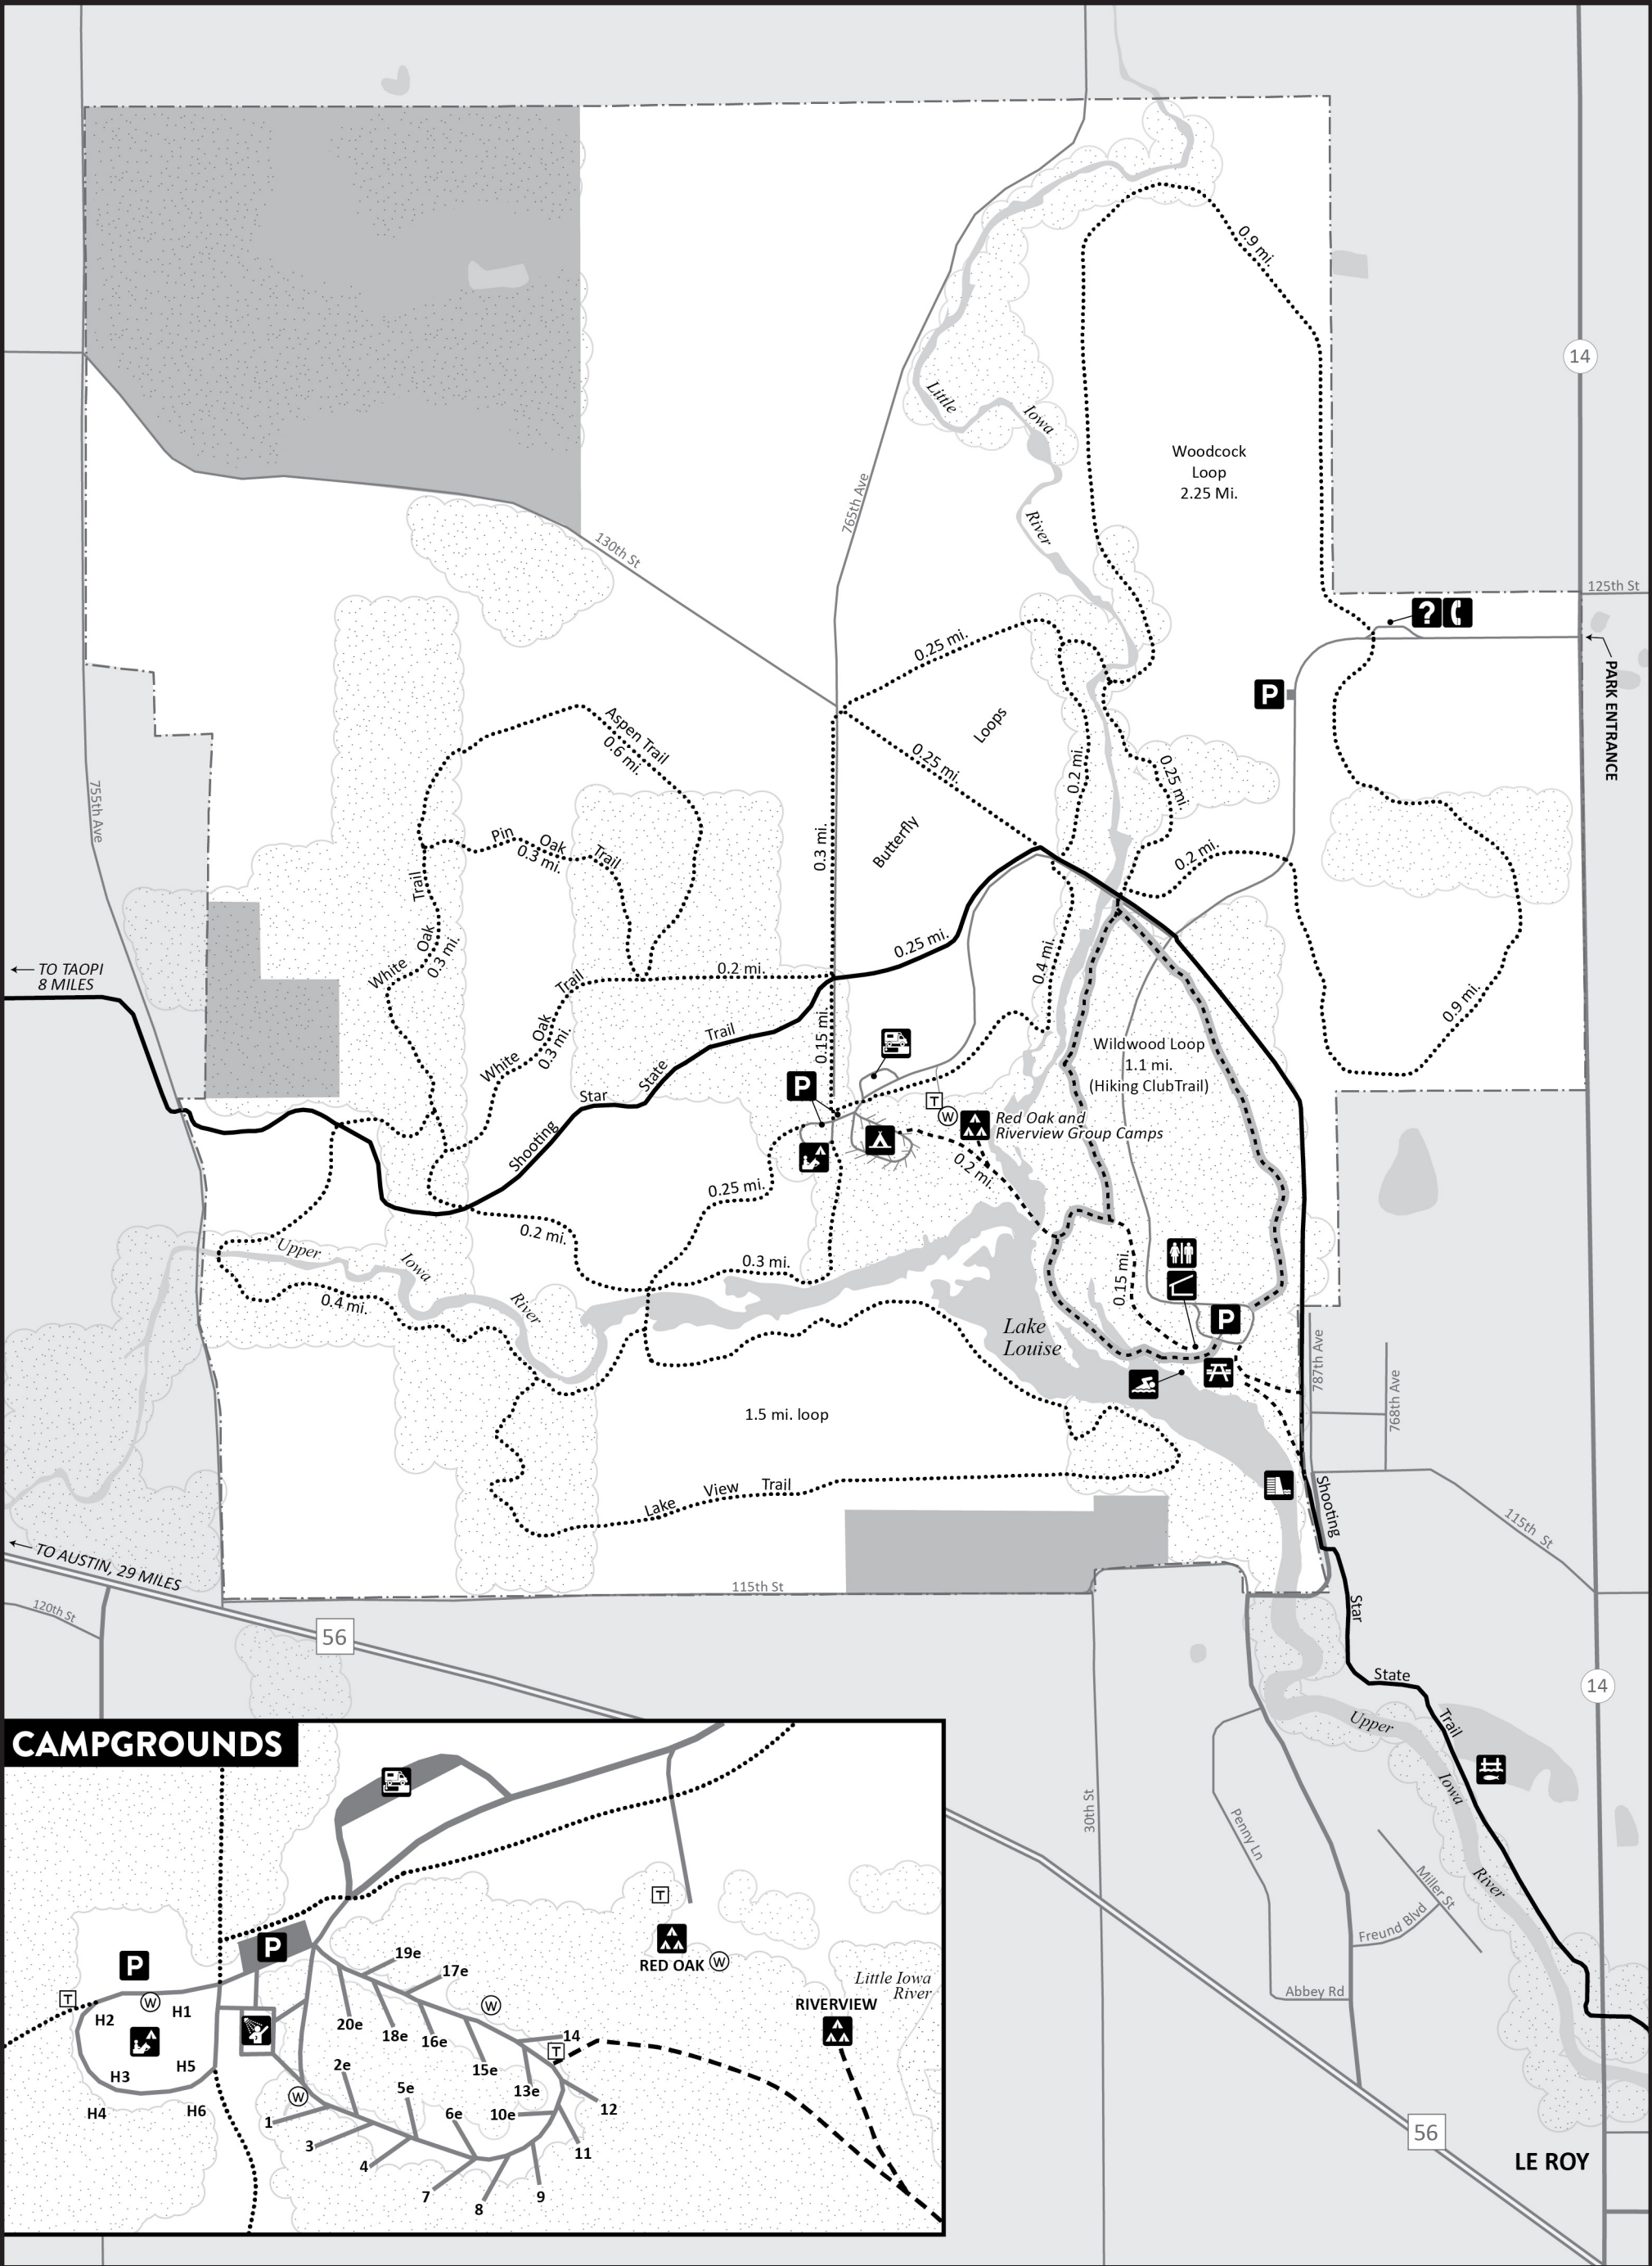 0.9 mi.
14
Little
Iowa
River
Woodcock
Loop
2.25 Mi.
765th Ave
130th St
125th St
?
PARK ENTRANCE
P
0.25 mi.
Loops
0.25 mi.
0.2 mi.
0.25 mi.
Butterfly
0.3 mi.
0.2 mi.
Aspen Trail
0.6 mi.
Pin Oak Trail
0.3 mi.
755th Ave
White Oak Trail
0.3 mi.
White Oak Trail
0.3 mi.
0.2 mi.
0.25 mi.
0.4 mi.
0.15 mi.
TO TAOPI
8 MILES
Shooting Star State Trail
0.9 mi.
Wildwood Loop
1.1 mi.
(Hiking ClubTrail)
P
T
W
Red Oak and
Riverview Group Camps
0.2 mi.
0.25 mi.
0.2 mi.
0.3 mi.
Upper
Iowa
River
0.4 mi.
0.15 mi.
P
Lake
Louise
787th Ave
768th Ave
1.5 mi. loop
Lake View Trail
115th St
115th St
Shooting
Star
State
Trail
TO AUSTIN, 29 MILES
120th St
56
14
Upper
Iowa
River
30th St
Penny Ln
Miller St
Freund Blvd
Abbey Rd
56
LE ROY
CAMPGROUNDS
P
P
T
W
H1
H2
H3
H4
H5
H6
19e
17e
20e
18e
16e
15e
14
T
13e
W
2e
5e
6e
10e
12
11
W
1
3
4
7
8
9
T
RED OAK
W
RIVERVIEW
Little Iowa
River